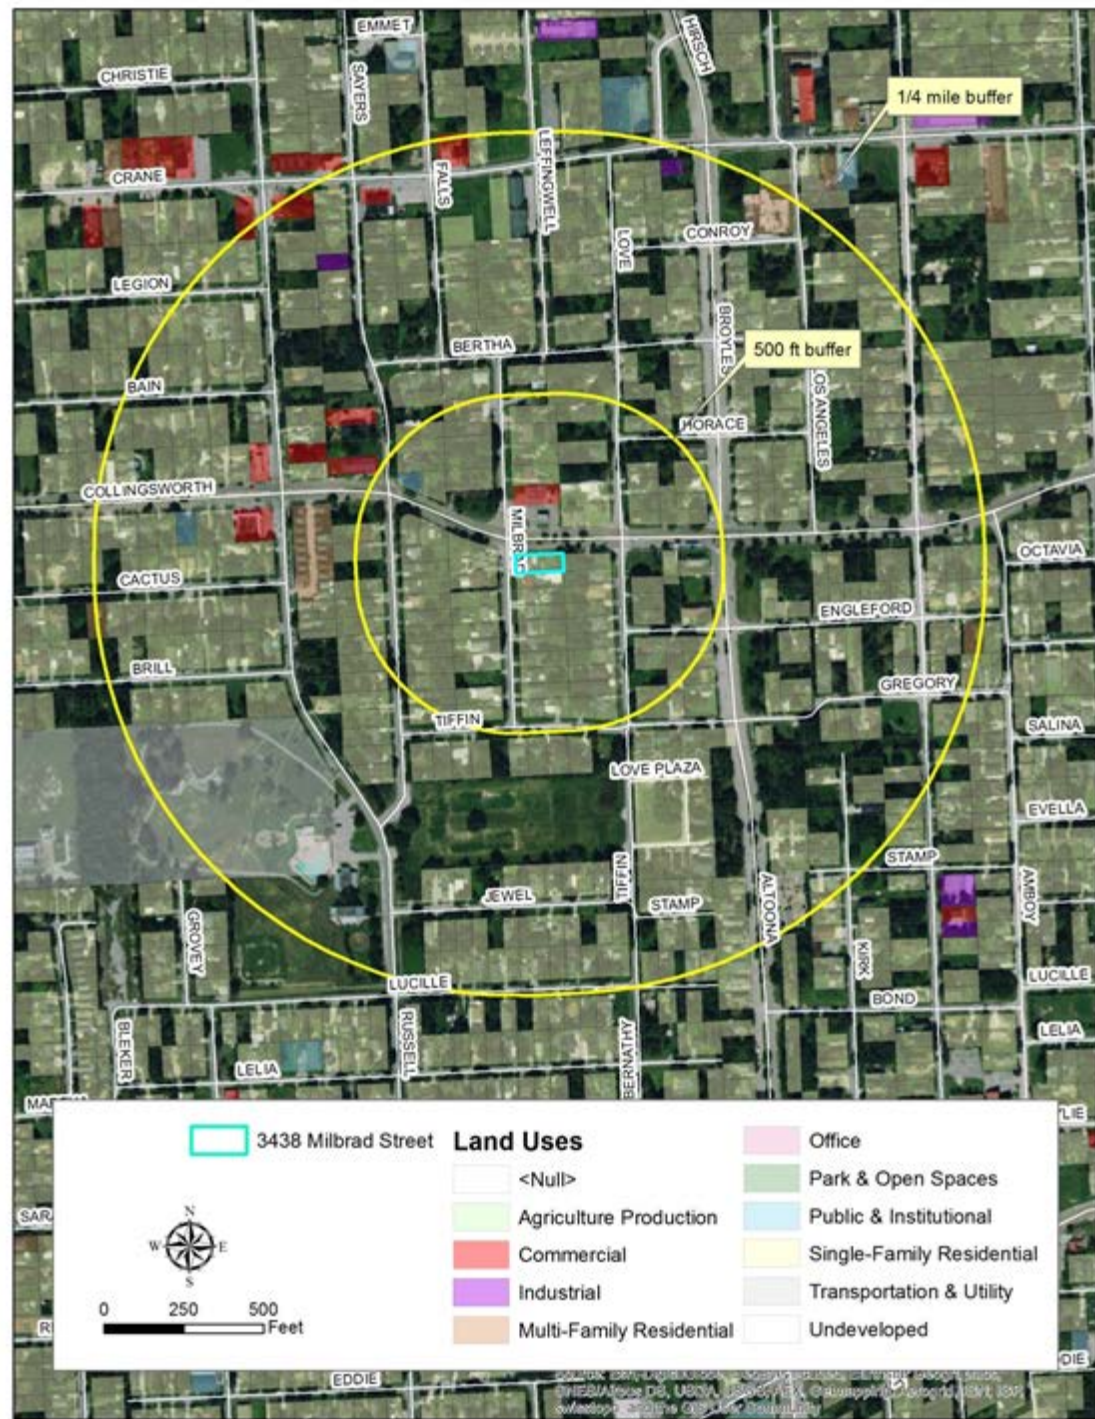 EMMET
HIRSCH
CHRISTIE
SAYERS
1/4 mile buffer
LEFFINGWELL
CRANE
FALLS
CONROY
LOVE
LEGION
BROYLES
BERTHA
500 ft buffer
BAIN
LOS ANGELES
HORACE
COLLINGSWORTH
OCTAVIA
CACTUS
ENGLEFORD
BRILL
GREGORY
TIFFIN
SALINA
LOVE PLAZA
EVELLA
STAMP
TIFFIN
JEWEL
STAMP
ALTOONA
AMBOY
GROVEY
KIRK
LUCILLE
LUCILLE
BOND
BLEKER
RUSSELL
LELIA
LELIA
BERNATHY
3438 Milbrad Street
Land Uses
<Null>
Agriculture Production
Commercial
Industrial
Multi-Family Residential
Office
Park & Open Spaces
Public & Institutional
Single-Family Residential
Transportation & Utility
Undeveloped
N
W E
S
0 250 500
Feet
EDDIE